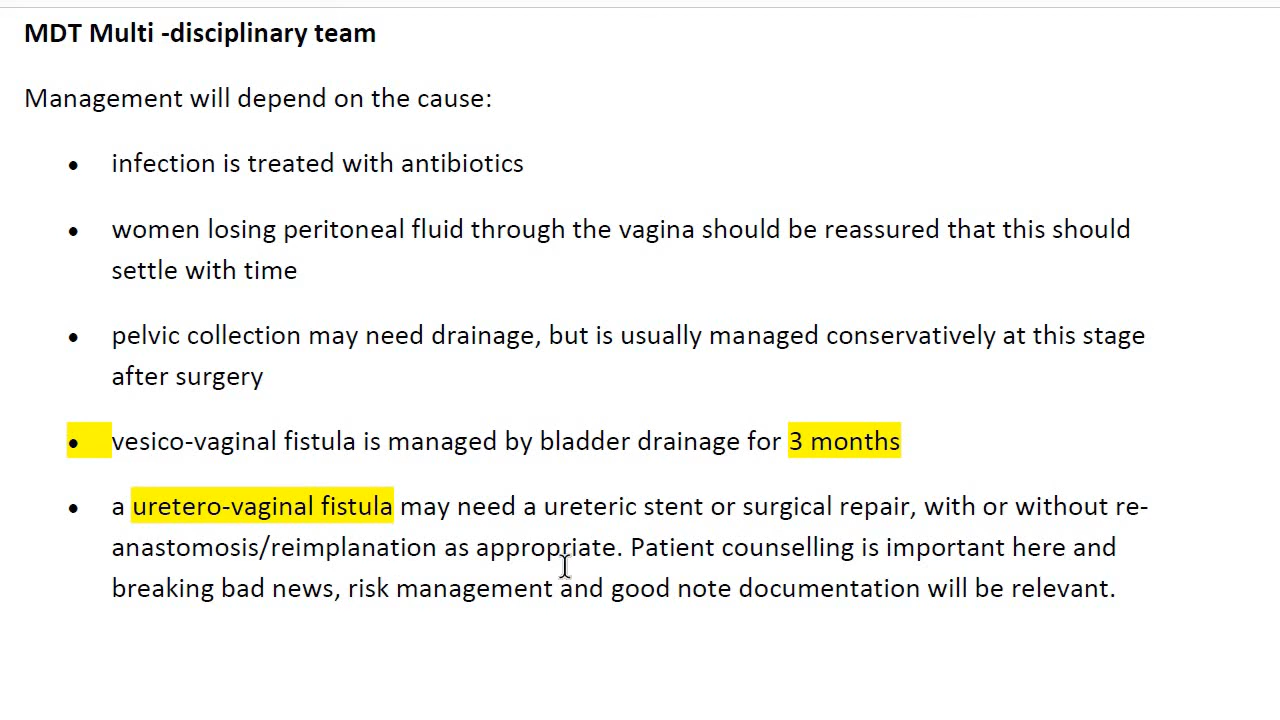 MDT Multi -disciplinary team
Management will depend on the cause:
• infection is treated with antibiotics
• women losing peritoneal fluid through the vagina should be reassured that this should
settle with time
• pelvic collection may need drainage, but is usually managed conservatively at this stage
after surgery
• vesico-vaginal fistula is managed by bladder drainage for 3 months
• a uretero-vaginal fistula may need a ureteric stent or surgical repair, with or without re-
anastomosis/reimplanation as appropriate. Patient counselling is important here and
breaking bad news, risk management and good note documentation will be relevant.